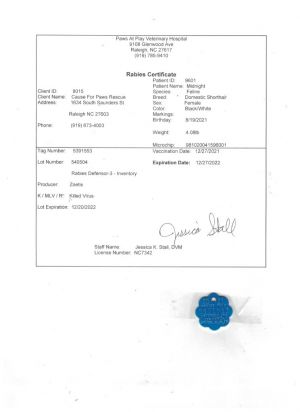 Paws At Play Veterinary Hospital
9108 Glenwood Ave
Raleigh, NC 27617
(919) 785-9410
Rabies Certificate
Patient ID: 9601
Patient Name: Midnight
Client ID: 9015 Species: Feline
Client Name: Cause For Paws Rescue Breed: Domestic Shorthair
Address: 1634 South Saunders St Sex: Female
Color: Black/White
Raleigh NC 27603 Markings:
Birthday: 8/19/2021
Phone: (919) 673-4003
Weight: 4.08lb
Microchip: 981020041598001
Tag Number: 5391553 Vaccination Date: 12/27/2021
Lot Number: 540504 Expiration Date: 12/27/2022
Rabies Defensor-3 - Inventory
Producer: Zoetis
K / MLV / R*: Killed Virus
Lot Expiration: 12/20/2022
Jessica Stall
Staff Name: Jessica K. Stall, DVM
License Number: NC7342